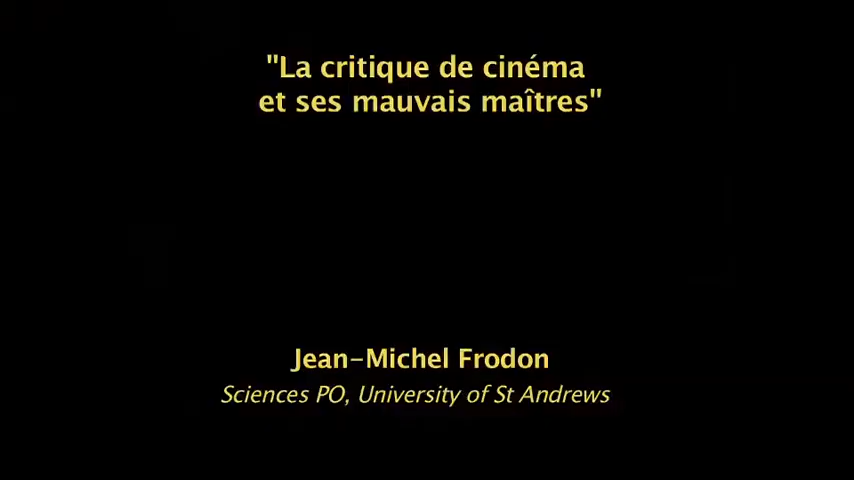 "La critique de cinéma
et ses mauvais maîtres"
Jean-Michel Frodon
Sciences PO, University of St Andrews